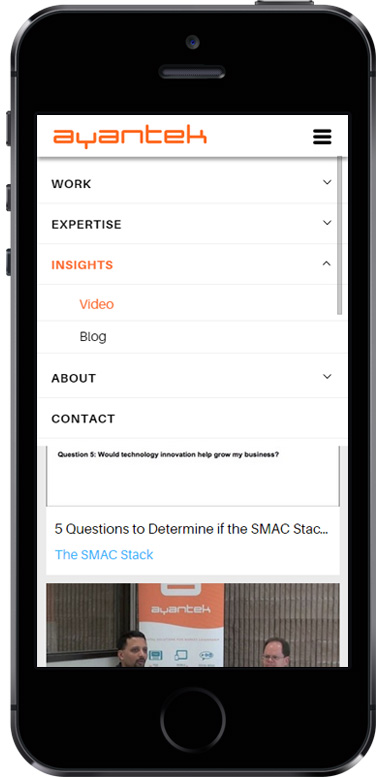 ayantek
WORK
EXPERTISE
INSIGHTS
Video
Blog
ABOUT
CONTACT
Question 5: Would technology innovation help grow my business?
5 Questions to Determine if the SMAC Stac...
The SMAC Stack
ayantek